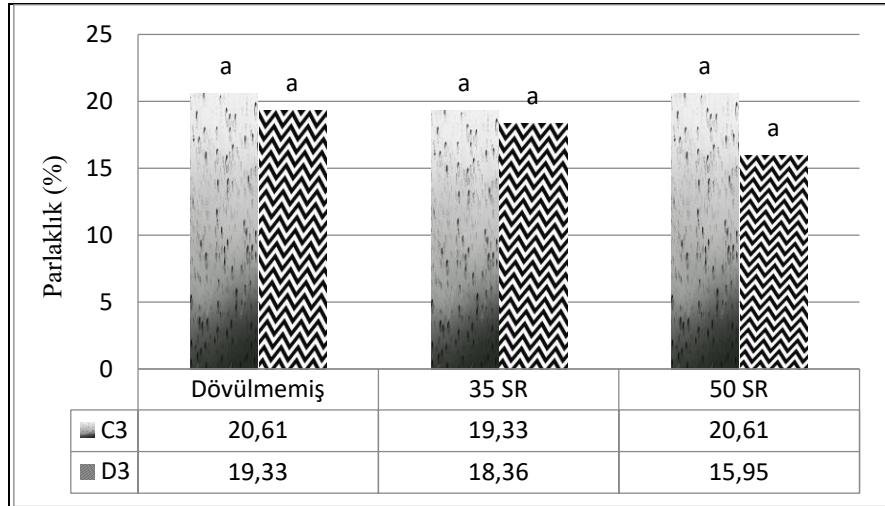 25
20
15
10
5
0
Parlaklık (%)
a a a a a a
Dövülmemiş 35 SR 50 SR
C3 20,61 19,33 20,61
D3 19,33 18,36 15,95